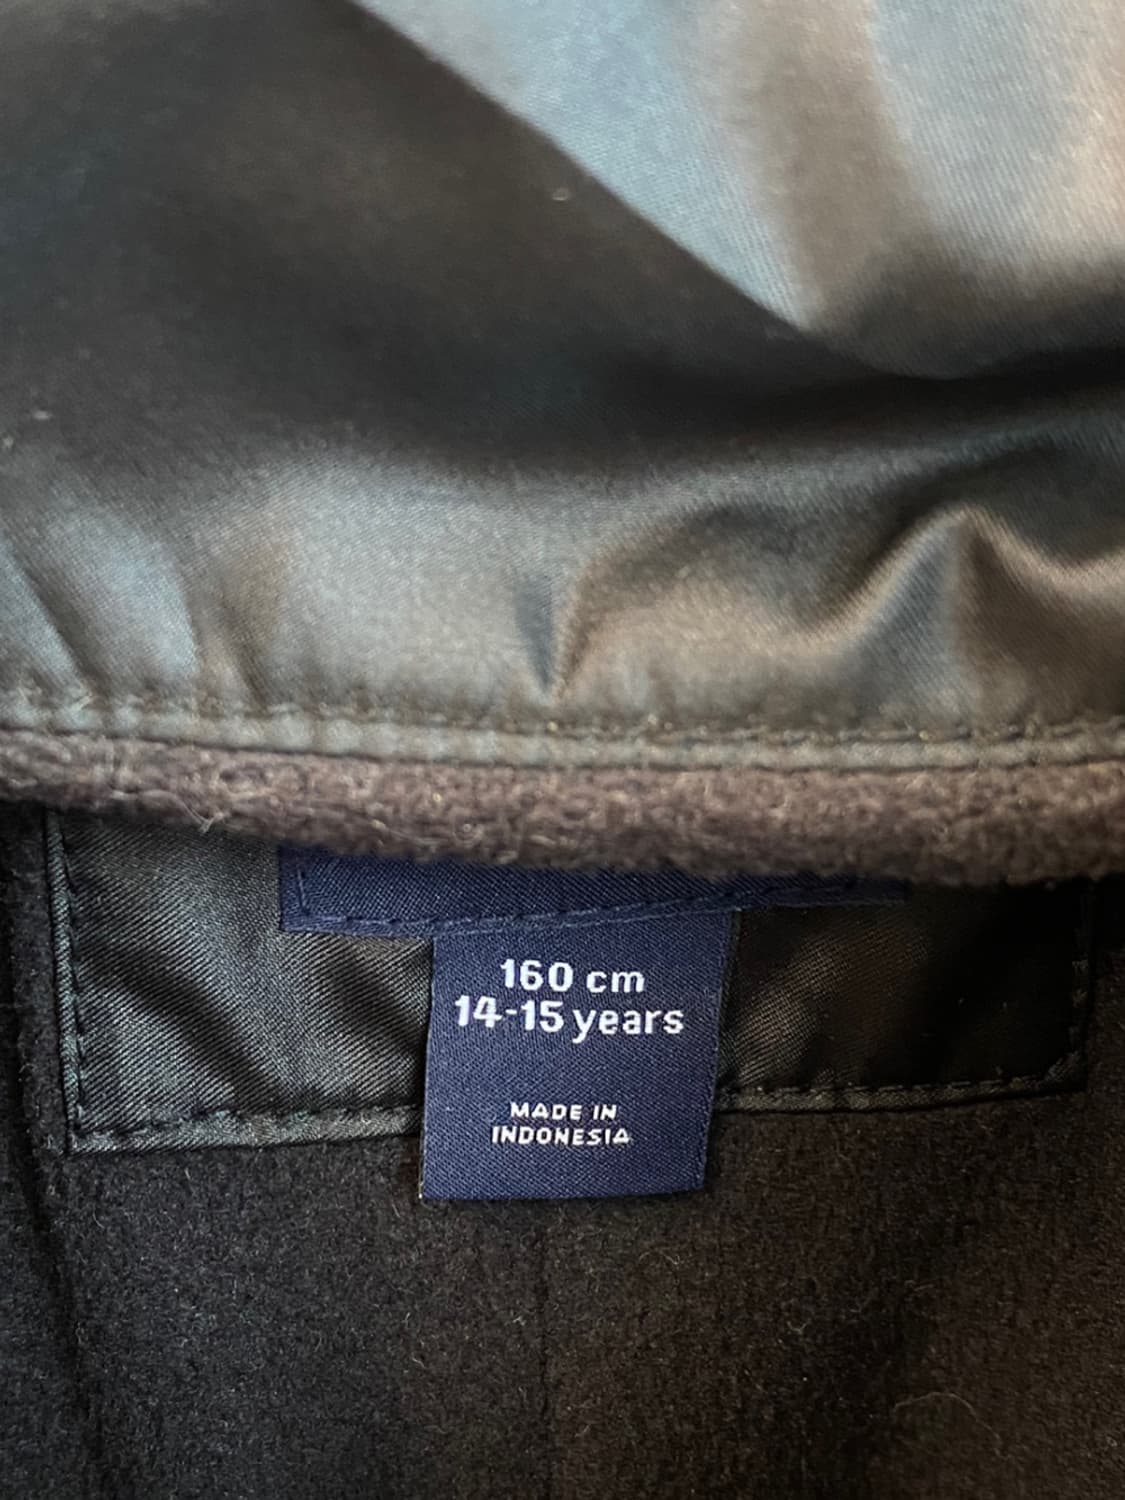 160 cm
14-15 years
MADE IN
INDONESIA